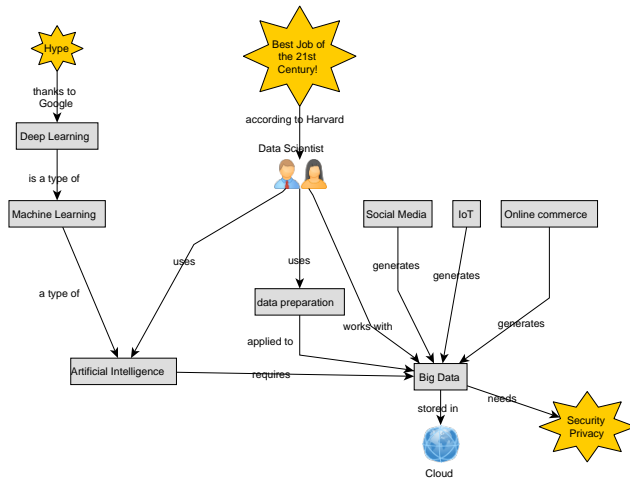 Hype
Best Job of
the 21st
Century!
thanks to
Google
according to Harvard
Deep Learning
Data Scientist
is a type of
Machine Learning
Social Media
IoT
Online commerce
uses
uses
generates
generates
a type of
data preparation
works with
generates
applied to
Artificial Intelligence
requires
Big Data
needs
stored in
Security
Privacy
Cloud